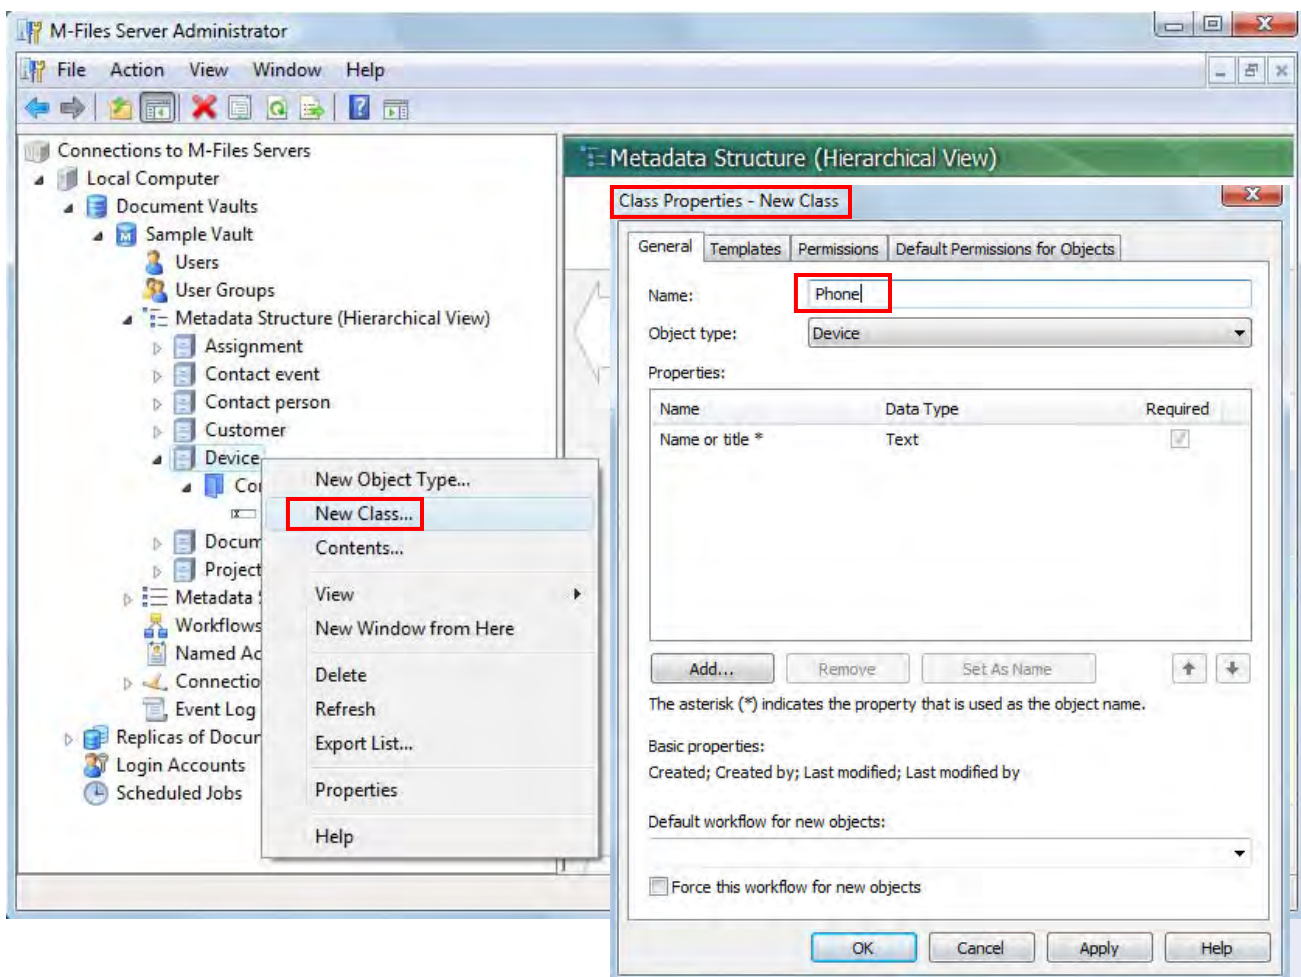 M-Files Server Administrator
File Action View Window Help
Connections to M-Files Servers
Local Computer
Document Vaults
Sample Vault
Users
User Groups
Metadata Structure (Hierarchical View)
Assignment
Contact event
Contact person
Customer
Device
Docum
Project
Metadata
Workflows
Named Ac
Connectio
Event Log
Replicas of Docur
Login Accounts
Scheduled Jobs
New Object Type...
New Class...
Contents...
View
New Window from Here
Delete
Refresh
Export List...
Properties
Help
Metadata Structure (Hierarchical View)
Class Properties - New Class
General Templates Permissions Default Permissions for Objects
Name: Phone
Object type: Device
Properties:
Name Data Type Required
Name or title * Text
Add... Remove Set As Name
The asterisk (*) indicates the property that is used as the object name.
Basic properties:
Created; Created by; Last modified; Last modified by
Default workflow for new objects:
Force this workflow for new objects
OK Cancel Apply Help